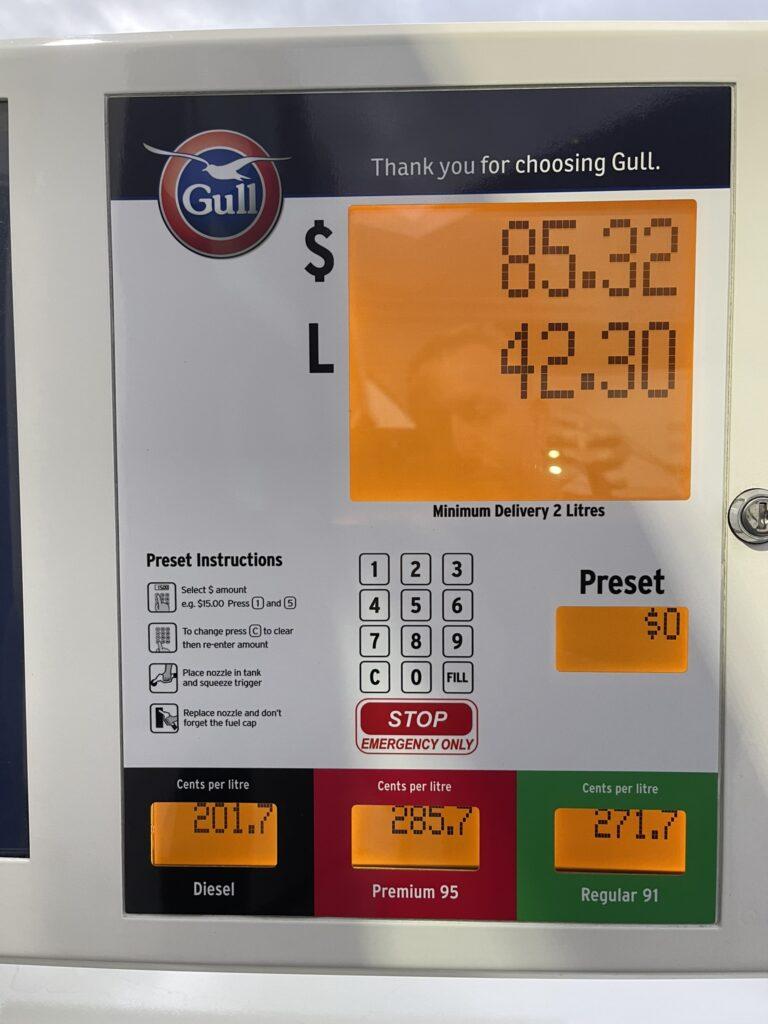 Thank you for choosing Gull.
Gull
$ 85.32
L 42.30
Minimum Delivery 2 Litres
Preset Instructions
Select $ amount
e.g. $15.00 Press 1 and 5
To change press C to clear
then re-enter amount
Place nozzle in tank
and squeeze trigger
Replace nozzle and don't
forget the fuel cap
1 2 3
4 5 6
7 8 9
C 0 FILL
STOP
EMERGENCY ONLY
Preset
$0
Cents per litre
201.7
Diesel
Cents per litre
285.7
Premium 95
Cents per litre
271.7
Regular 91